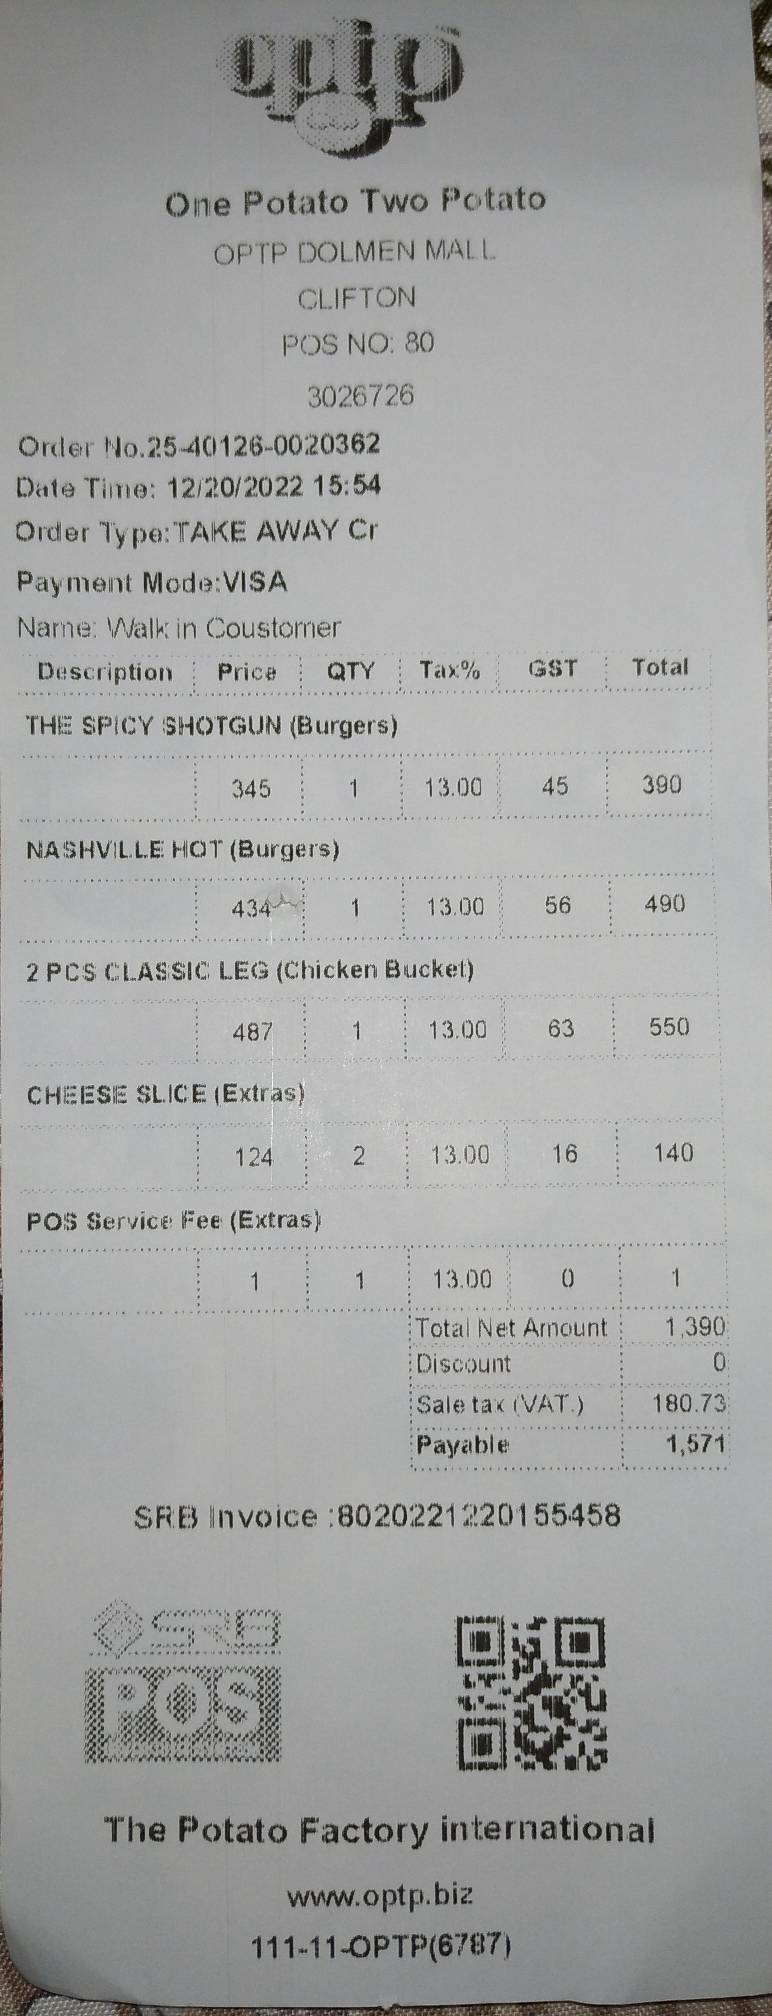 optp
One Potato Two Potato
OPTP DOLMEN MALL
CLIFTON
POS NO: 80
3026726
Order No.25-40126-0020362
Date Time: 12/20/2022 15:54
Order Type:TAKE AWAY Cr
Payment Mode:VISA
Name: Walk in Coustomer
Description Price QTY Tax% GST Total
THE SPICY SHOTGUN (Burgers)
345 1 13.00 45 390
NASHVILLE HOT (Burgers)
434 1 13.00 56 490
2 PCS CLASSIC LEG (Chicken Bucket)
487 1 13.00 63 550
CHEESE SLICE (Extras)
124 2 13.00 16 140
POS Service Fee (Extras)
1 1 13.00 0 1
Total Net Amount 1,390
Discount 0
Sale tax (VAT.) 180.73
Payable 1,571
SRB Invoice :8020221220155458
SRB
POS
The Potato Factory international
www.optp.biz
111-11-OPTP(6787)